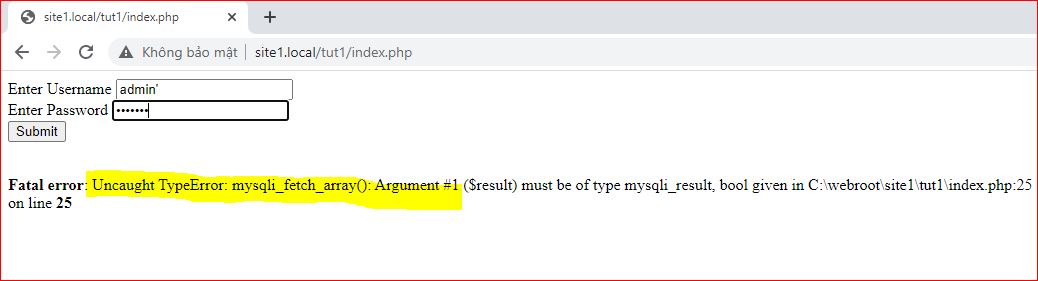 site1.local/tut1/index.php
Không bảo mật site1.local/tut1/index.php
Enter Username admin'
Enter Password •••••••
Submit
Fatal error: Uncaught TypeError: mysqli_fetch_array(): Argument #1 ($result) must be of type mysqli_result, bool given in C:\webroot\site1\tut1\index.php:25
on line 25